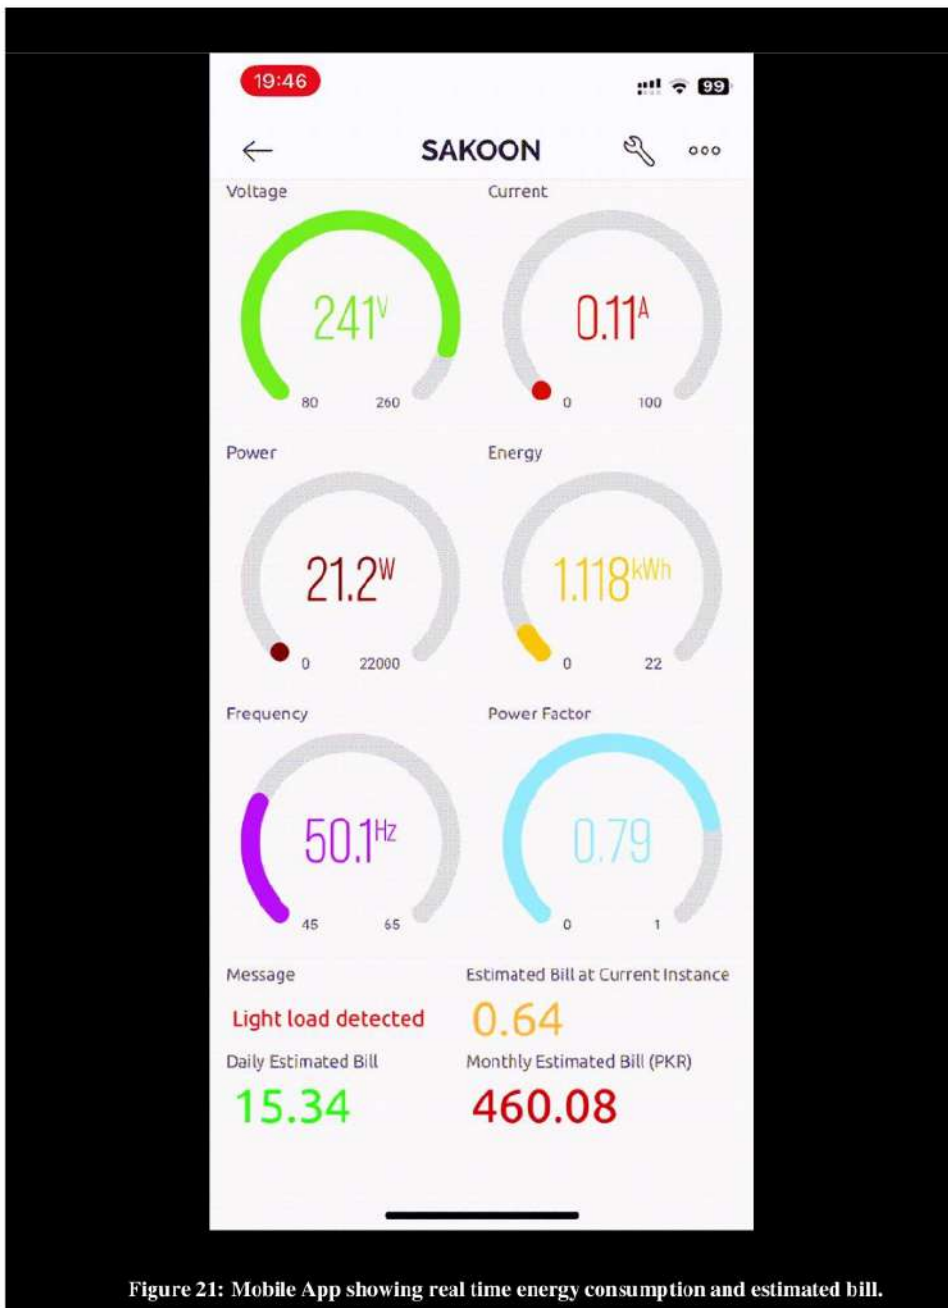 19:46 99
SAKOON
Voltage Current
241V 0.11A
80 260 0 100
Power Energy
21.2W 1.118kWh
0 22000 0 22
Frequency Power Factor
50.1Hz 0.79
45 65 0 1
Message Estimated Bill at Current Instance
Light load detected 0.64
Daily Estimated Bill Monthly Estimated Bill (PKR)
15.34 460.08
Figure 21: Mobile App showing real time energy consumption and estimated bill.